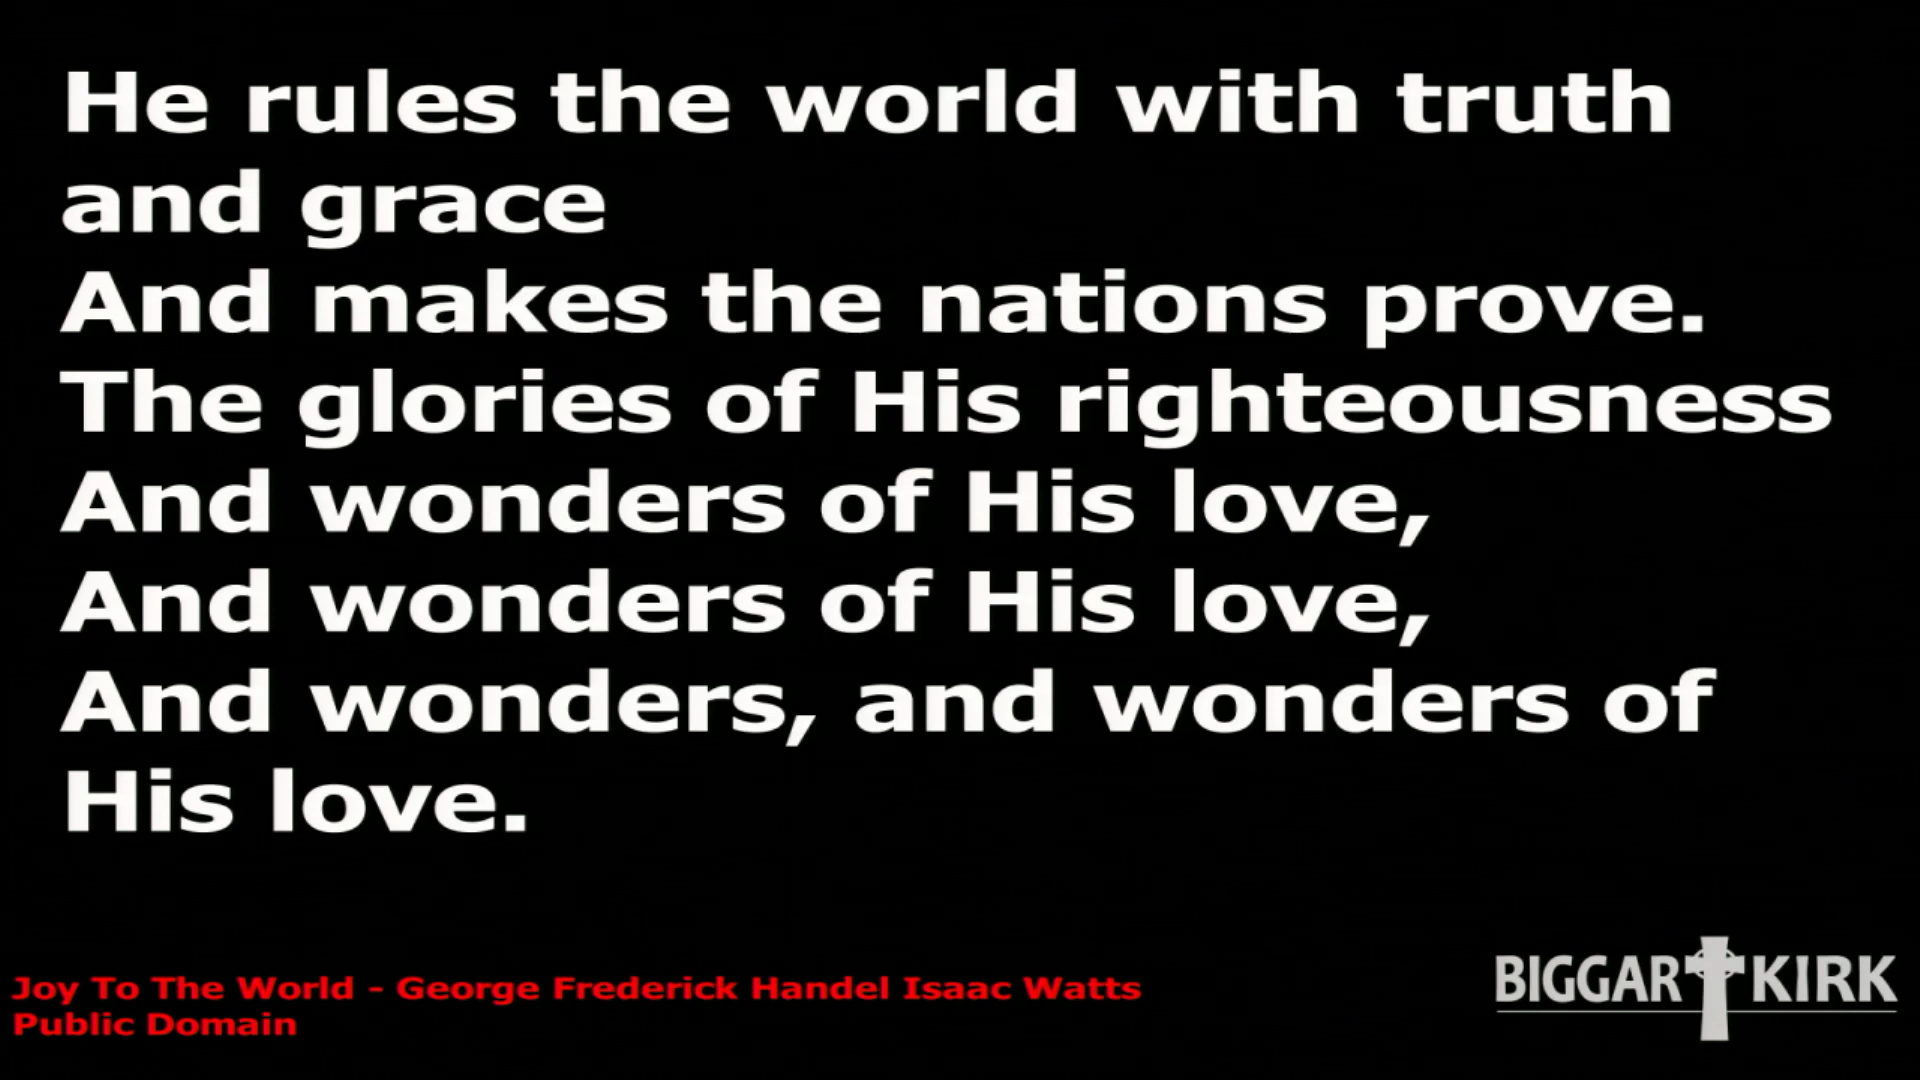 He rules the world with truth
and grace
And makes the nations prove.
The glories of His righteousness
And wonders of His love,
And wonders of His love,
And wonders, and wonders of
His love.
Joy To The World - George Frederick Handel Isaac Watts
Public Domain
BIGGAR KIRK